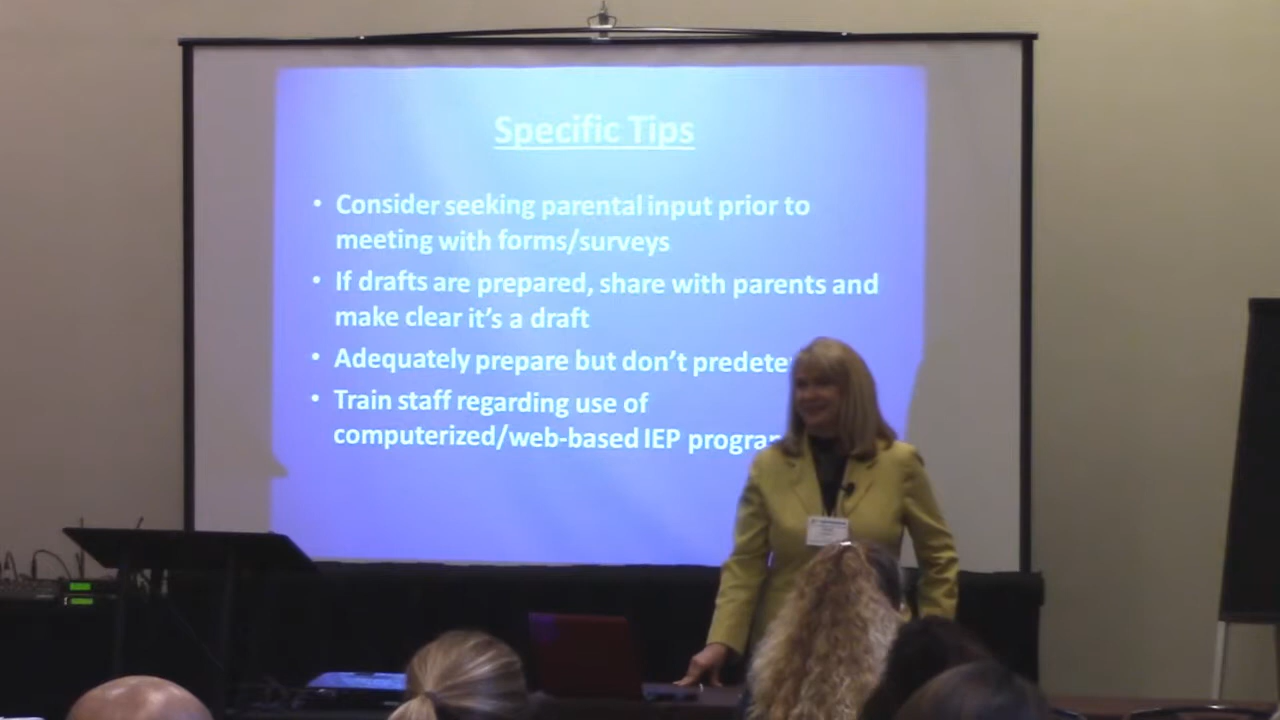 Specific Tips
• Consider seeking parental input prior to
meeting with forms/surveys
• If drafts are prepared, share with parents and
make clear it's a draft
• Adequately prepare but don't
• Train staff regarding use of
computerized/web-based IEP